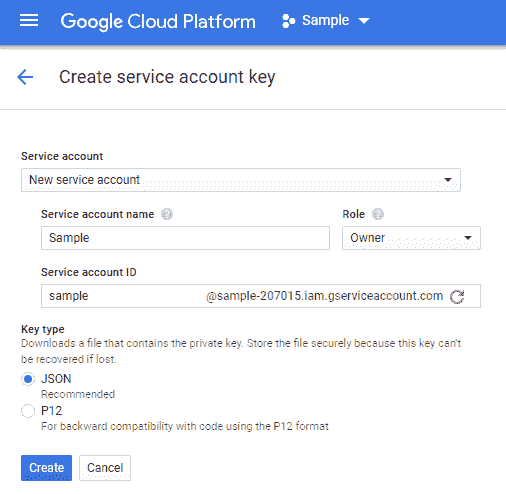 Google Cloud Platform Sample
Create service account key
Service account
New service account
Service account name Role
Sample Owner
Service account ID
sample @sample-207015.iam.gserviceaccount.com
Key type
Downloads a file that contains the private key. Store the file securely because this key can't
be recovered if lost.
JSON
Recommended
P12
For backward compatibility with code using the P12 format
Create Cancel